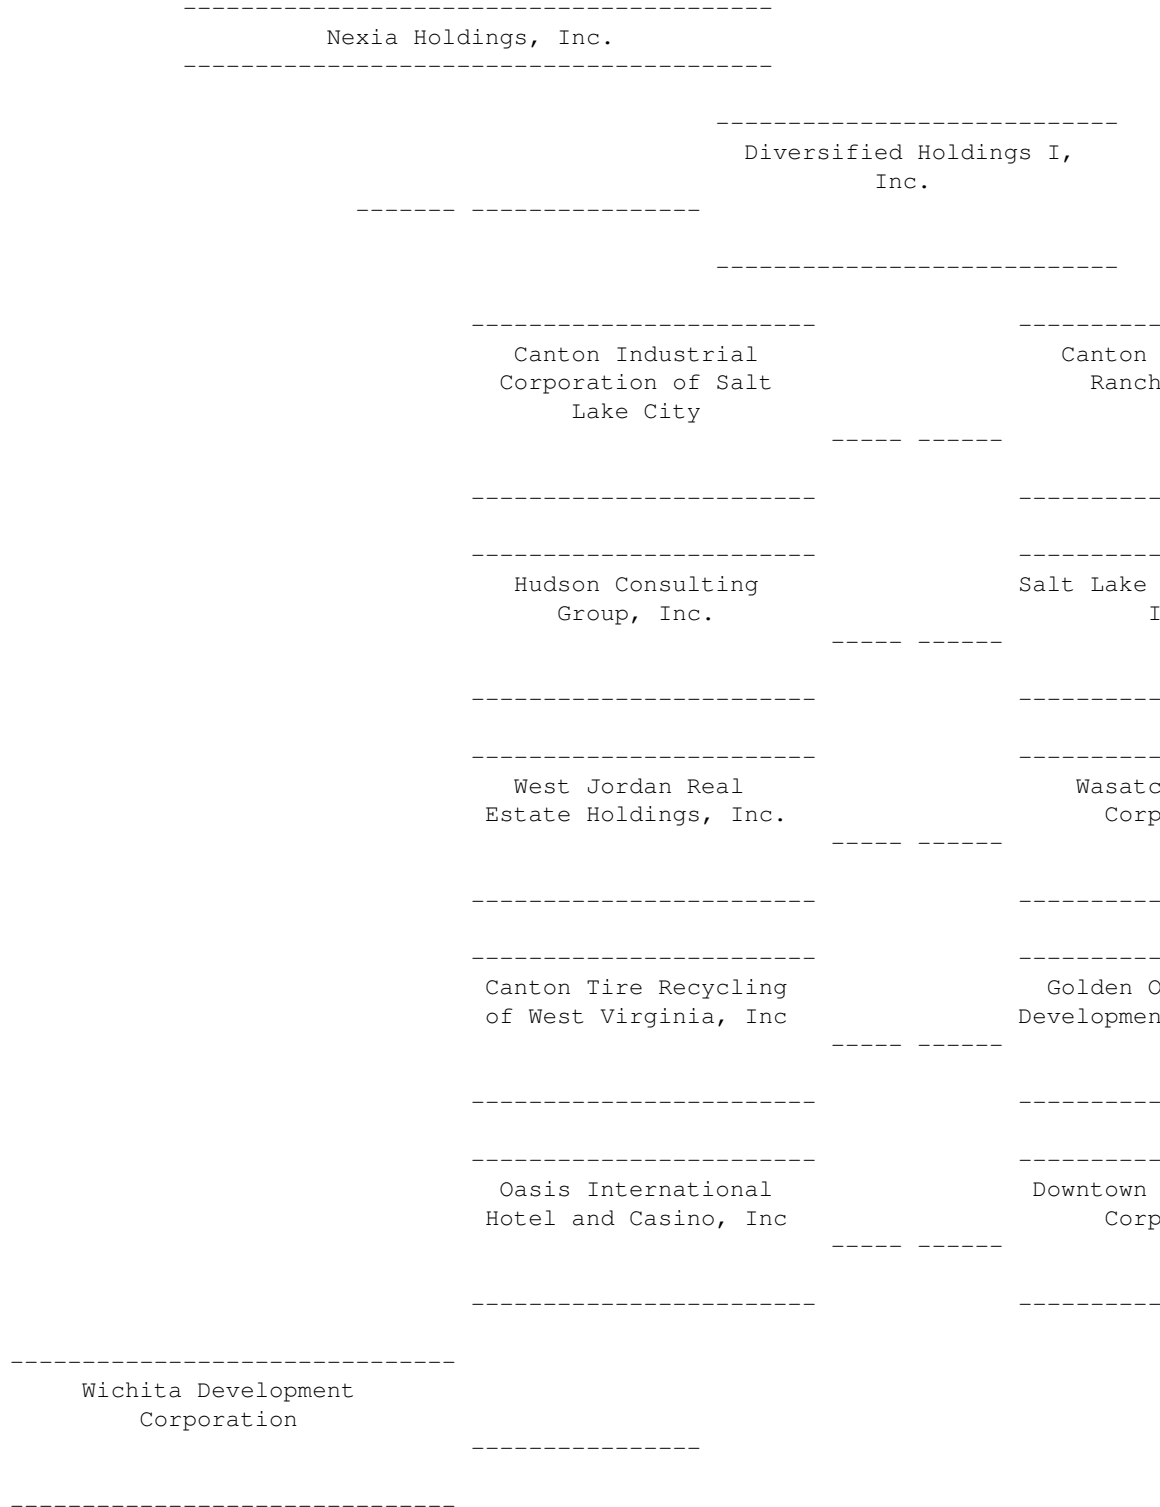 Nexia Holdings, Inc.
Diversified Holdings I,
Inc.
Canton Industrial
Corporation of Salt
Lake City
Canton
Ranch
Hudson Consulting
Group, Inc.
Salt Lake
West Jordan Real
Estate Holdings, Inc.
Canton Tire Recycling
of West Virginia, Inc
Golden
Oasis International
Hotel and Casino, Inc
Downtown
Wichita Development
Corporation